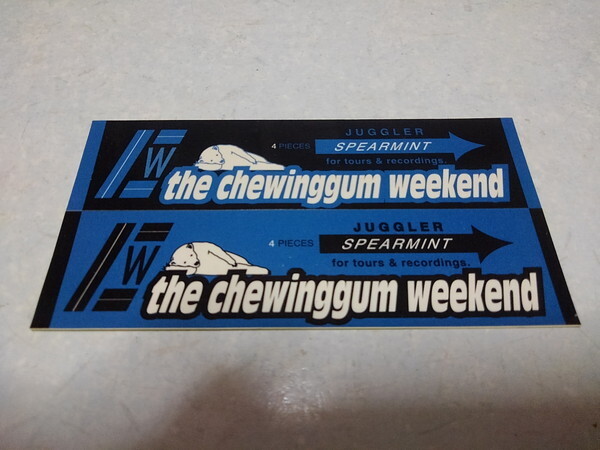 W
JUGGLER
4 PIECES SPEARMINT
for tours & recordings.
the chewinggum weekend
W
JUGGLER
4 PIECES SPEARMINT
for tours & recordings.
the chewinggum weekend